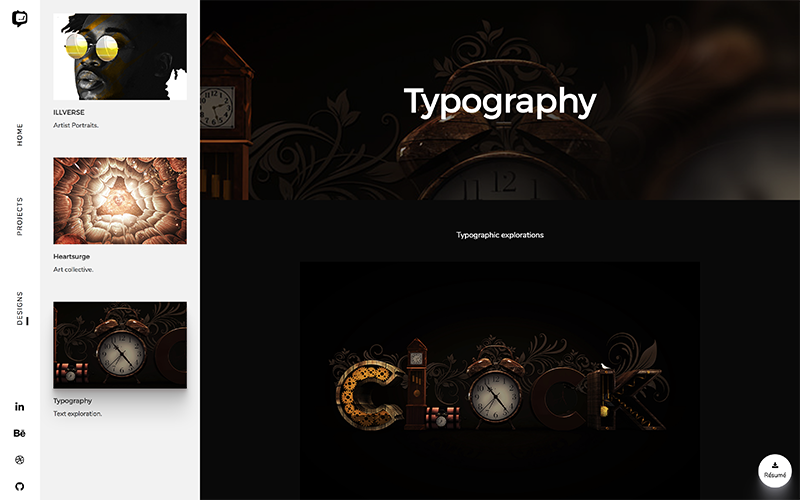 HOME
PROJECTS
DESIGNS
in
Bē
ILLVERSE
Artist Portraits.
Heartsurge
Art collective.
Typography
Text exploration.
Typography
12
Typographic explorations
ClOCK
Résumé